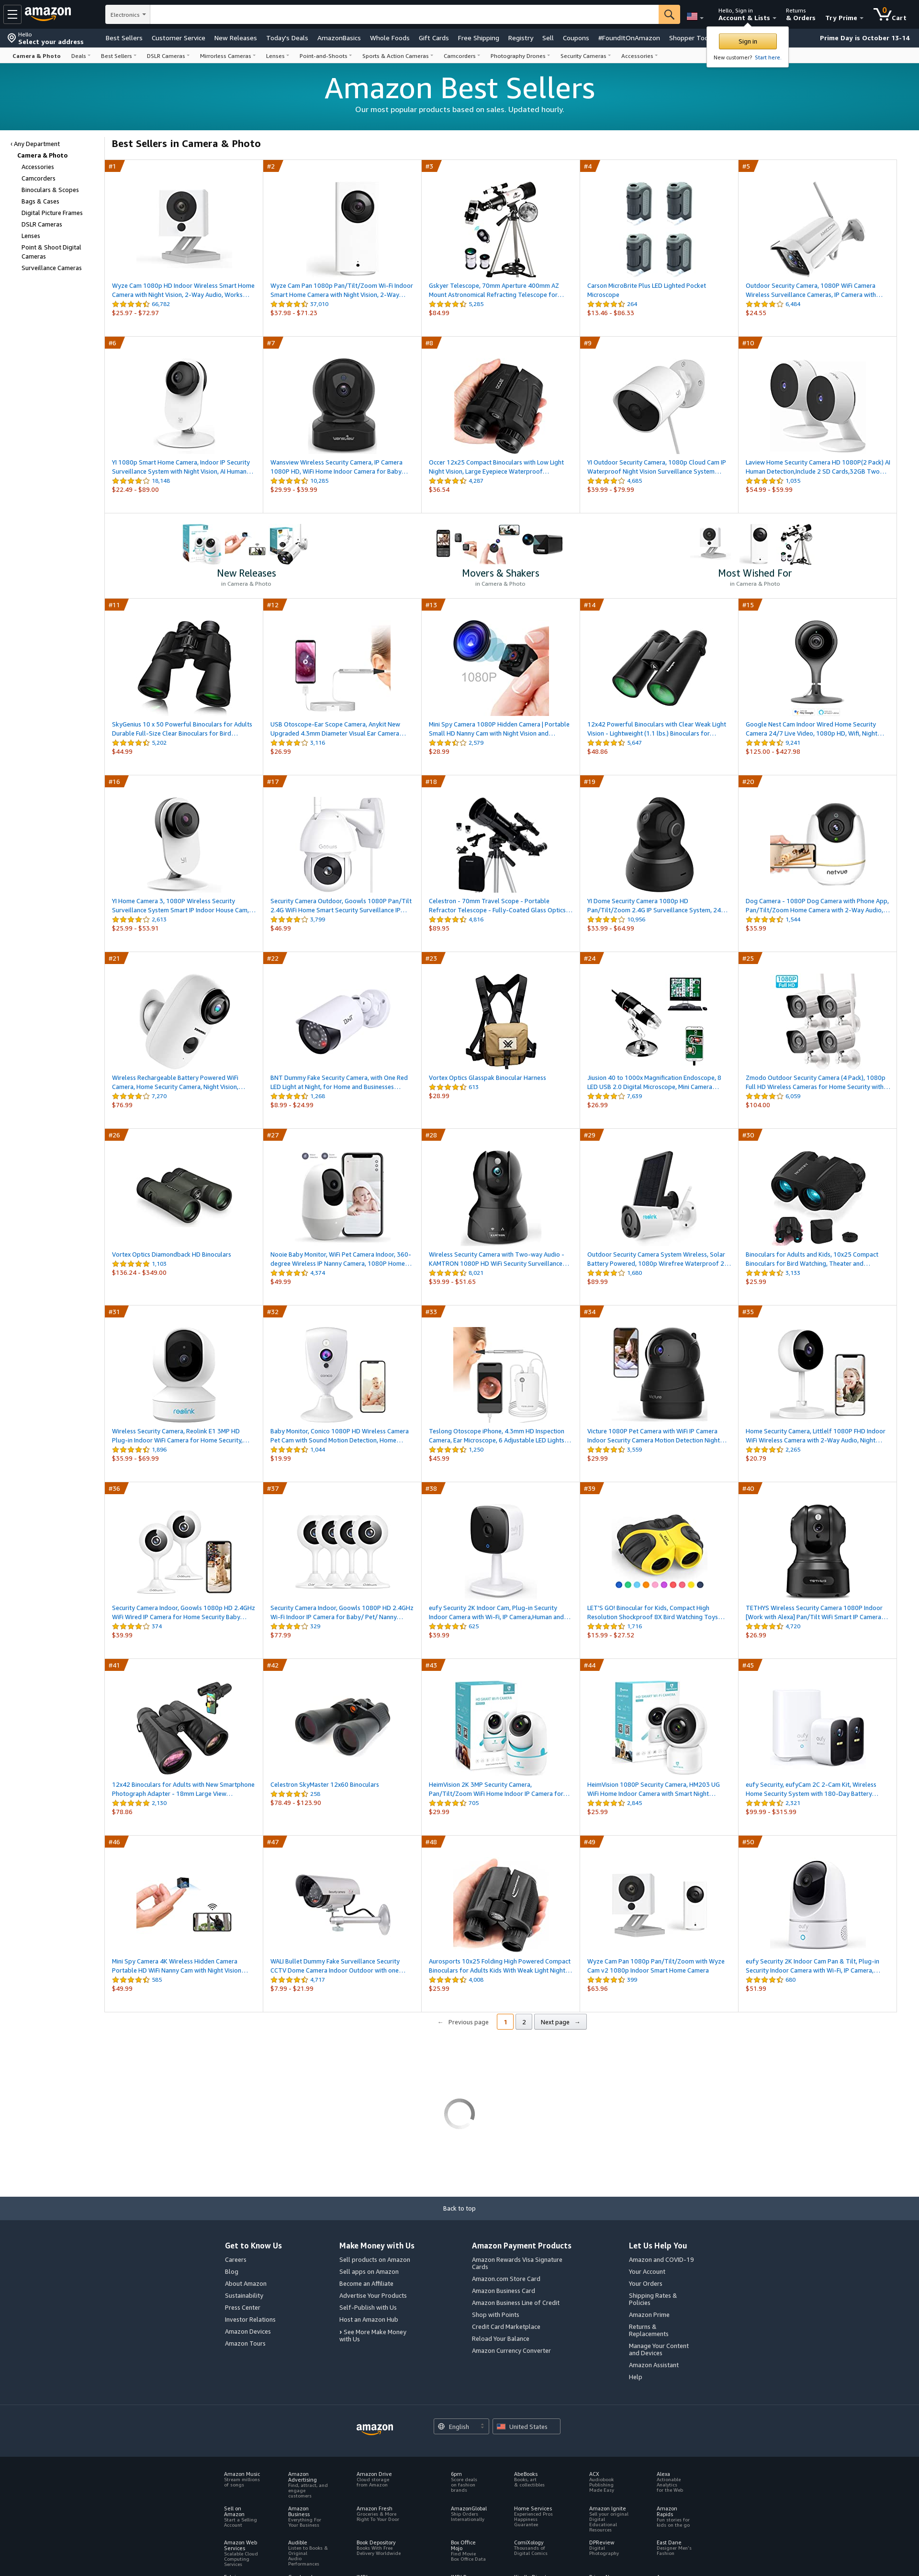 Hello
Select your address
amazon
Electronics
Hello, Sign in
Account & Lists
Returns
& Orders
Try Prime
0
Cart
Best Sellers Customer Service New Releases Today's Deals AmazonBasics Whole Foods Gift Cards Free Shipping Registry Sell Coupons #FoundItOnAmazon Shopper Too
Prime Day is October 13-14
Sign in
New customer? Start here.
Camera & Photo Deals Best Sellers DSLR Cameras Mirrorless Cameras Lenses Point-and-Shoots Sports & Action Cameras Camcorders Photography Drones Security Cameras Accessories
Amazon Best Sellers
Our most popular products based on sales. Updated hourly.
‹ Any Department
Camera & Photo
Accessories
Camcorders
Binoculars & Scopes
Bags & Cases
Digital Picture Frames
DSLR Cameras
Lenses
Point & Shoot Digital
Cameras
Surveillance Cameras
Best Sellers in Camera & Photo
#1
Wyze Cam 1080p HD Indoor Wireless Smart Home
Camera with Night Vision, 2-Way Audio, Works…
66,762
$25.97 - $72.97
#2
Wyze Cam Pan 1080p Pan/Tilt/Zoom Wi-Fi Indoor
Smart Home Camera with Night Vision, 2-Way…
37,010
$37.98 - $71.23
#3
Gskyer Telescope, 70mm Aperture 400mm AZ
Mount Astronomical Refracting Telescope for…
5,285
$84.99
#4
Carson MicroBrite Plus LED Lighted Pocket
Microscope
264
$13.46 - $86.33
#5
Outdoor Security Camera, 1080P WiFi Camera
Wireless Surveillance Cameras, IP Camera with…
6,484
$24.55
#6
YI 1080p Smart Home Camera, Indoor IP Security
Surveillance System with Night Vision, AI Human…
18,148
$22.49 - $89.00
#7
Wansview Wireless Security Camera, IP Camera
1080P HD, WiFi Home Indoor Camera for Baby…
10,285
$29.99 - $39.99
#8
Occer 12x25 Compact Binoculars with Low Light
Night Vision, Large Eyepiece Waterproof…
4,287
$36.54
#9
YI Outdoor Security Camera, 1080p Cloud Cam IP
Waterproof Night Vision Surveillance System…
4,685
$39.99 - $79.99
#10
Laview Home Security Camera HD 1080P(2 Pack) AI
Human Detection,Include 2 SD Cards,32GB Two…
1,035
$54.99 - $59.99
New Releases
in Camera & Photo
Movers & Shakers
in Camera & Photo
Most Wished For
in Camera & Photo
#11
SkyGenius 10 x 50 Powerful Binoculars for Adults
Durable Full-Size Clear Binoculars for Bird…
5,202
$44.99
#12
USB Otoscope-Ear Scope Camera, Anykit New
Upgraded 4.3mm Diameter Visual Ear Camera…
3,116
$26.99
#13
1080P
Mini Spy Camera 1080P Hidden Camera | Portable
Small HD Nanny Cam with Night Vision and…
2,579
$28.99
#14
12x42 Powerful Binoculars with Clear Weak Light
Vision - Lightweight (1.1 lbs.) Binoculars for…
5,647
$48.86
#15
Google Nest Cam Indoor Wired Home Security
Camera 24/7 Live Video, 1080p HD, Wifi, Night…
9,241
$125.00 - $427.98
#16
YI Home Camera 3, 1080P Wireless Security
Surveillance System Smart IP Indoor House Cam,…
2,613
$25.99 - $53.91
#17
Security Camera Outdoor, Goowls 1080P Pan/Tilt
2.4G WiFi Home Smart Security Surveillance IP…
3,799
$46.99
#18
Celestron - 70mm Travel Scope - Portable
Refractor Telescope - Fully-Coated Glass Optics…
4,816
$89.95
#19
YI Dome Security Camera 1080p HD
Pan/Tilt/Zoom 2.4G IP Surveillance System, 24…
10,956
$33.99 - $64.99
#20
netvue
Dog Camera - 1080P Dog Camera with Phone App,
Pan/Tilt/Zoom Home Camera with 2-Way Audio,…
1,544
$35.99
#21
Wireless Rechargeable Battery Powered WiFi
Camera, Home Security Camera, Night Vision,…
7,270
$76.99
#22
BNT Dummy Fake Security Camera, with One Red
LED Light at Night, for Home and Businesses…
1,268
$8.99 - $24.99
#23
Vortex Optics Glasspak Binocular Harness
613
$28.99
#24
Jiusion 40 to 1000x Magnification Endoscope, 8
LED USB 2.0 Digital Microscope, Mini Camera…
7,639
$26.99
#25
1080P
Full HD
Zmodo Outdoor Security Camera (4 Pack), 1080p
Full HD Wireless Cameras for Home Security with…
6,059
$104.00
#26
Vortex Optics Diamondback HD Binoculars
1,103
$136.24 - $349.00
#27
Nooie Baby Monitor, WiFi Pet Camera Indoor, 360-
degree Wireless IP Nanny Camera, 1080P Home…
4,374
$49.99
#28
Wireless Security Camera with Two-way Audio -
KAMTRON 1080P HD WiFi Security Surveillance…
8,021
$39.99 - $51.65
#29
Outdoor Security Camera System Wireless, Solar
Battery Powered, 1080p Wirefree Waterproof 2…
1,680
$89.99
#30
Binoculars for Adults and Kids, 10x25 Compact
Binoculars for Bird Watching, Theater and…
3,133
$25.99
#31
reolink
Wireless Security Camera, Reolink E1 3MP HD
Plug-in Indoor WiFi Camera for Home Security,…
1,896
$35.99 - $69.99
#32
Baby Monitor, Conico 1080P HD Wireless Camera
Pet Cam with Sound Motion Detection, Home…
1,044
$19.99
#33
Teslong Otoscope iPhone, 4.3mm HD Inspection
Camera, Ear Microscope, 6 Adjustable LED Lights…
1,250
$45.99
#34
Victure 1080P Pet Camera with WiFi IP Camera
Indoor Security Camera Motion Detection Night…
3,559
$29.99
#35
Home Security Camera, Littlelf 1080P FHD Indoor
WiFi Wireless Camera with 2-Way Audio, Night…
2,265
$20.79
#36
Security Camera Indoor, Goowls 1080p HD 2.4GHz
WiFi Wired IP Camera for Home Security Baby…
374
$39.99
#37
Security Camera Indoor, Goowls 1080P HD 2.4GHz
Wi-Fi Indoor IP Camera for Baby/ Pet/ Nanny…
329
$77.99
#38
eufy Security 2K Indoor Cam, Plug-in Security
Indoor Camera with Wi-Fi, IP Camera,Human and…
625
$39.99
#39
LET'S GO! Binocular for Kids, Compact High
Resolution Shockproof 8X Bird Watching Toys…
1,716
$15.99 - $27.52
#40
TETHYS
TETHYS Wireless Security Camera 1080P Indoor
[Work with Alexa] Pan/Tilt WiFi Smart IP Camera…
4,720
$26.99
#41
12x42 Binoculars for Adults with New Smartphone
Photograph Adapter - 18mm Large View…
2,130
$78.86
#42
Celestron SkyMaster 12x60 Binoculars
258
$78.49 - $123.90
#43
HeimVision 2K 3MP Security Camera,
Pan/Tilt/Zoom WiFi Home Indoor IP Camera for…
705
$29.99
#44
HeimVision 1080P Security Camera, HM203 UG
WiFi Home Indoor Camera with Smart Night…
2,845
$25.99
#45
eufy Security, eufyCam 2C 2-Cam Kit, Wireless
Home Security System with 180-Day Battery…
2,321
$99.99 - $315.99
#46
Mini Spy Camera 4K Wireless Hidden Camera
Portable HD WiFi Nanny Cam with Night Vision…
565
$49.99
#47
WALI Bullet Dummy Fake Surveillance Security
CCTV Dome Camera Indoor Outdoor with one…
4,717
$7.99 - $21.99
#48
Aurosports 10x25 Folding High Powered Compact
Binoculars for Adults Kids With Weak Light Night…
4,008
$25.99
#49
Wyze Cam Pan 1080p Pan/Tilt/Zoom with Wyze
Cam v2 1080p Indoor Smart Home Camera
399
$63.96
#50
eufy Security 2K Indoor Cam Pan & Tilt, Plug-in
Security Indoor Camera with Wi-Fi, IP Camera,…
680
$51.99
← Previous page 1 2 Next page →
Back to top
Get to Know Us
Careers
Blog
About Amazon
Sustainability
Press Center
Investor Relations
Amazon Devices
Amazon Tours
Make Money with Us
Sell products on Amazon
Sell apps on Amazon
Become an Affiliate
Advertise Your Products
Self-Publish with Us
Host an Amazon Hub
› See More Make Money
with Us
Amazon Payment Products
Amazon Rewards Visa Signature
Cards
Amazon.com Store Card
Amazon Business Card
Amazon Business Line of Credit
Shop with Points
Credit Card Marketplace
Reload Your Balance
Amazon Currency Converter
Let Us Help You
Amazon and COVID-19
Your Account
Your Orders
Shipping Rates &
Policies
Amazon Prime
Returns &
Replacements
Manage Your Content
and Devices
Amazon Assistant
Help
amazon
English
United States
Amazon Music
Stream millions
of songs
Amazon
Advertising
Find, attract, and
engage
customers
Amazon Drive
Cloud storage
from Amazon
6pm
Score deals
on fashion
brands
AbeBooks
Books, art
& collectibles
ACX
Audiobook
Publishing
Made Easy
Alexa
Actionable
Analytics
for the Web
Sell on
Amazon
Start a Selling
Account
Amazon
Business
Everything For
Your Business
Amazon Fresh
Groceries & More
Right To Your Door
AmazonGlobal
Ship Orders
Internationally
Home Services
Experienced Pros
Happiness
Guarantee
Amazon Ignite
Sell your original
Digital
Educational
Resources
Amazon
Rapids
Fun stories for
kids on the go
Amazon Web
Services
Scalable Cloud
Computing
Services
Audible
Listen to Books &
Original
Audio
Performances
Book Depository
Books With Free
Delivery Worldwide
Box Office
Mojo
Find Movie
Box Office Data
ComiXology
Thousands of
Digital Comics
DPReview
Digital
Photography
East Dane
Designer Men's
Fashion